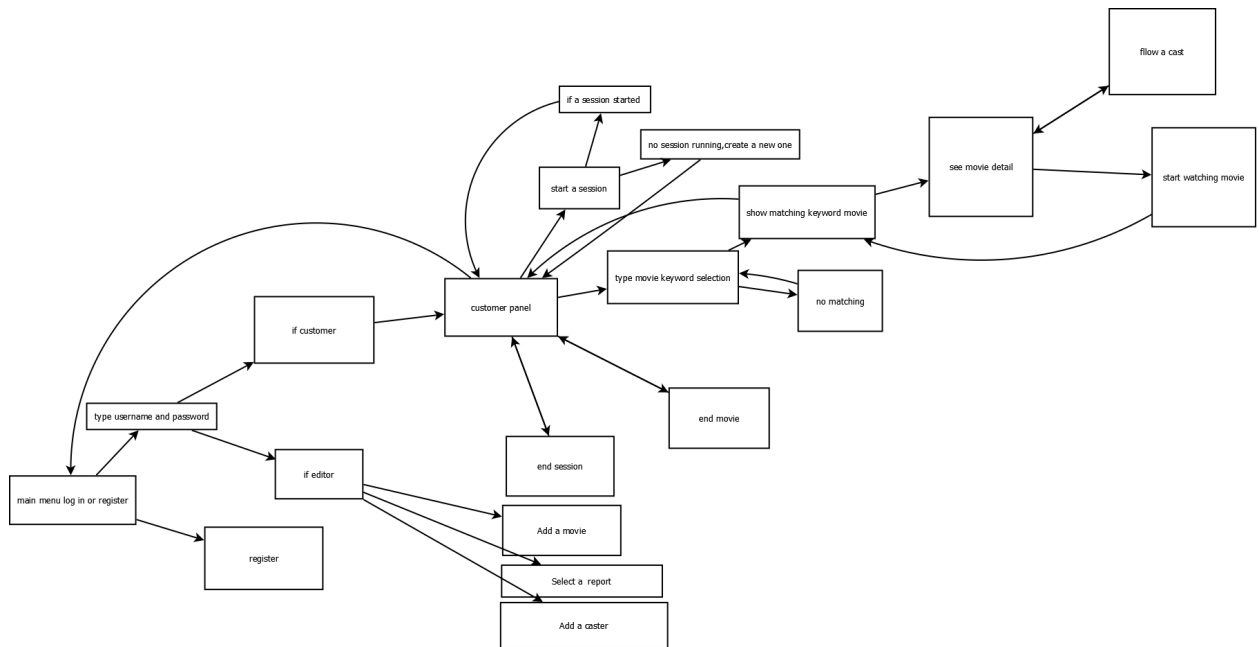 fllow a cast
if a session started
no session running,create a new one
see movie detail
start watching movie
start a session
show matching keyword movie
type movie keyword selection
no matching
customer panel
if customer
type username and password
end movie
end session
if editor
main menu log in or register
Add a movie
register
Select a  report
Add a caster